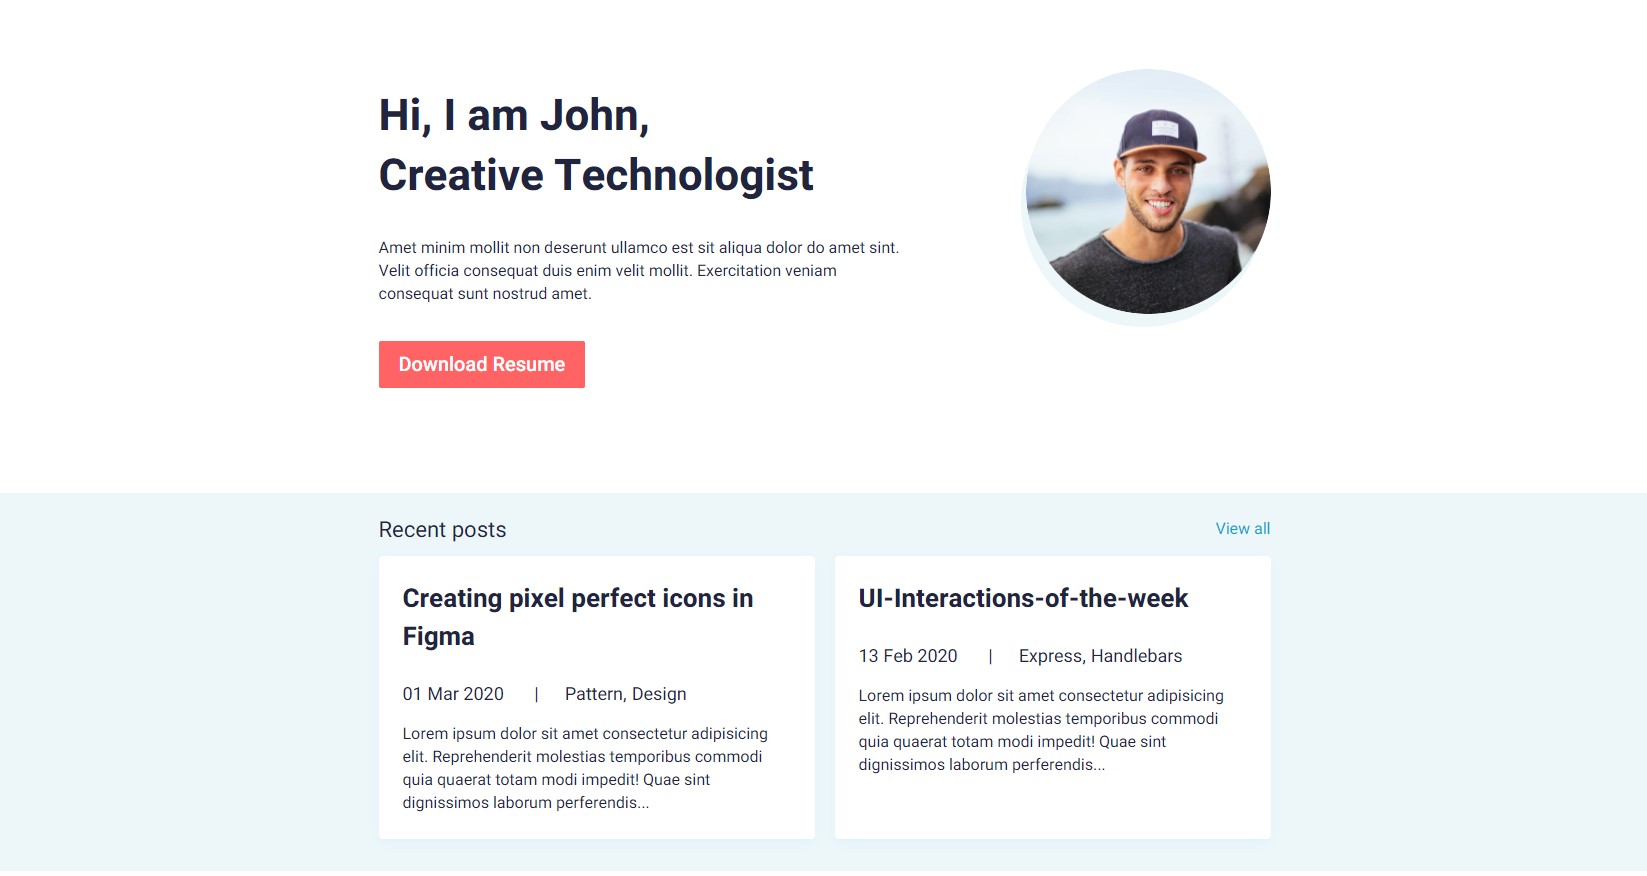 Hi, I am John,
Creative Technologist
Amet minim mollit non deserunt ullamco est sit aliqua dolor do amet sint.
Velit officia consequat duis enim velit mollit. Exercitation veniam
consequat sunt nostrud amet.
Download Resume
Recent posts
View all
Creating pixel perfect icons in
Figma
01 Mar 2020 | Pattern, Design
Lorem ipsum dolor sit amet consectetur adipisicing
elit. Reprehenderit molestias temporibus commodi
quia quaerat totam modi impedit! Quae sint
dignissimos laborum perferendis...
UI-Interactions-of-the-week
13 Feb 2020 | Express, Handlebars
Lorem ipsum dolor sit amet consectetur adipisicing
elit. Reprehenderit molestias temporibus commodi
quia quaerat totam modi impedit! Quae sint
dignissimos laborum perferendis...